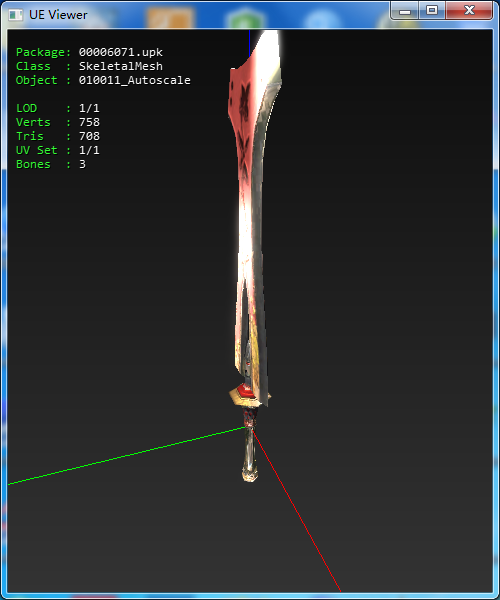 UE Viewer
Package: 00006071.upk
Class : SkeletalMesh
Object : 010011_Autoscale
LOD : 1/1
Verts : 758
Tris : 708
UV Set : 1/1
Bones : 3